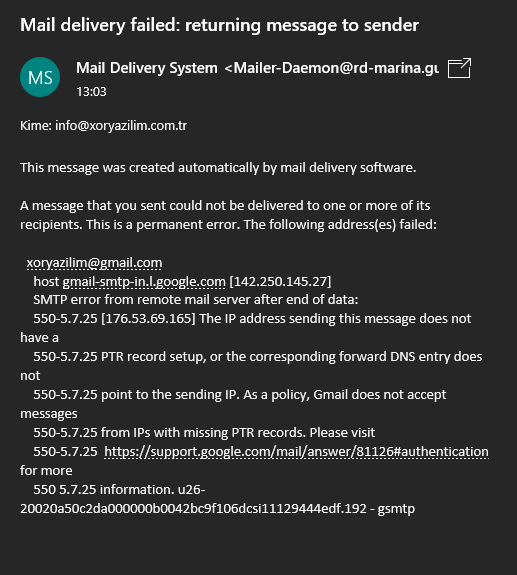 Mail delivery failed: returning message to sender
MS
Mail Delivery System <Mailer-Daemon@rd-marina.gu
13:03
Kime: info@xoryazilim.com.tr
This message was created automatically by mail delivery software.
A message that you sent could not be delivered to one or more of its
recipients. This is a permanent error. The following address(es) failed:
xoryazilim@gmail.com
host gmail-smtp-in.l.google.com [142.250.145.27]
SMTP error from remote mail server after end of data:
550-5.7.25 [176.53.69.165] The IP address sending this message does not
have a
550-5.7.25 PTR record setup, or the corresponding forward DNS entry does
not
550-5.7.25 point to the sending IP. As a policy, Gmail does not accept
messages
550-5.7.25 from IPs with missing PTR records. Please visit
550-5.7.25  https://support.google.com/mail/answer/81126#authentication
for more
550 5.7.25 information. u26-
20020a50c2da000000b0042bc9f106dcsi11129444edf.192 - gsmtp